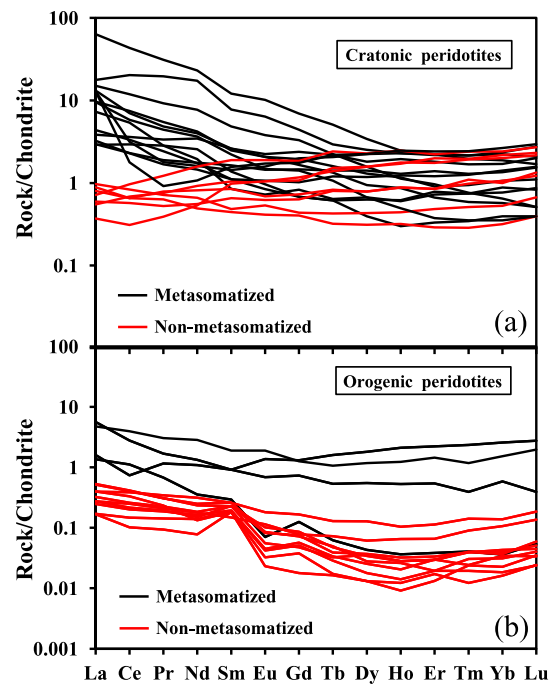 100
Cratonic peridotites
10
Rock/Chondrite
1
0.1
Metasomatized
Non-metasomatized
(a)
100
Orogenic peridotites
10
1
Rock/Chondrite
0.1
0.01
Metasomatized
Non-metasomatized
(b)
0.001
La Ce Pr Nd Sm Eu Gd Tb Dy Ho Er Tm Yb Lu